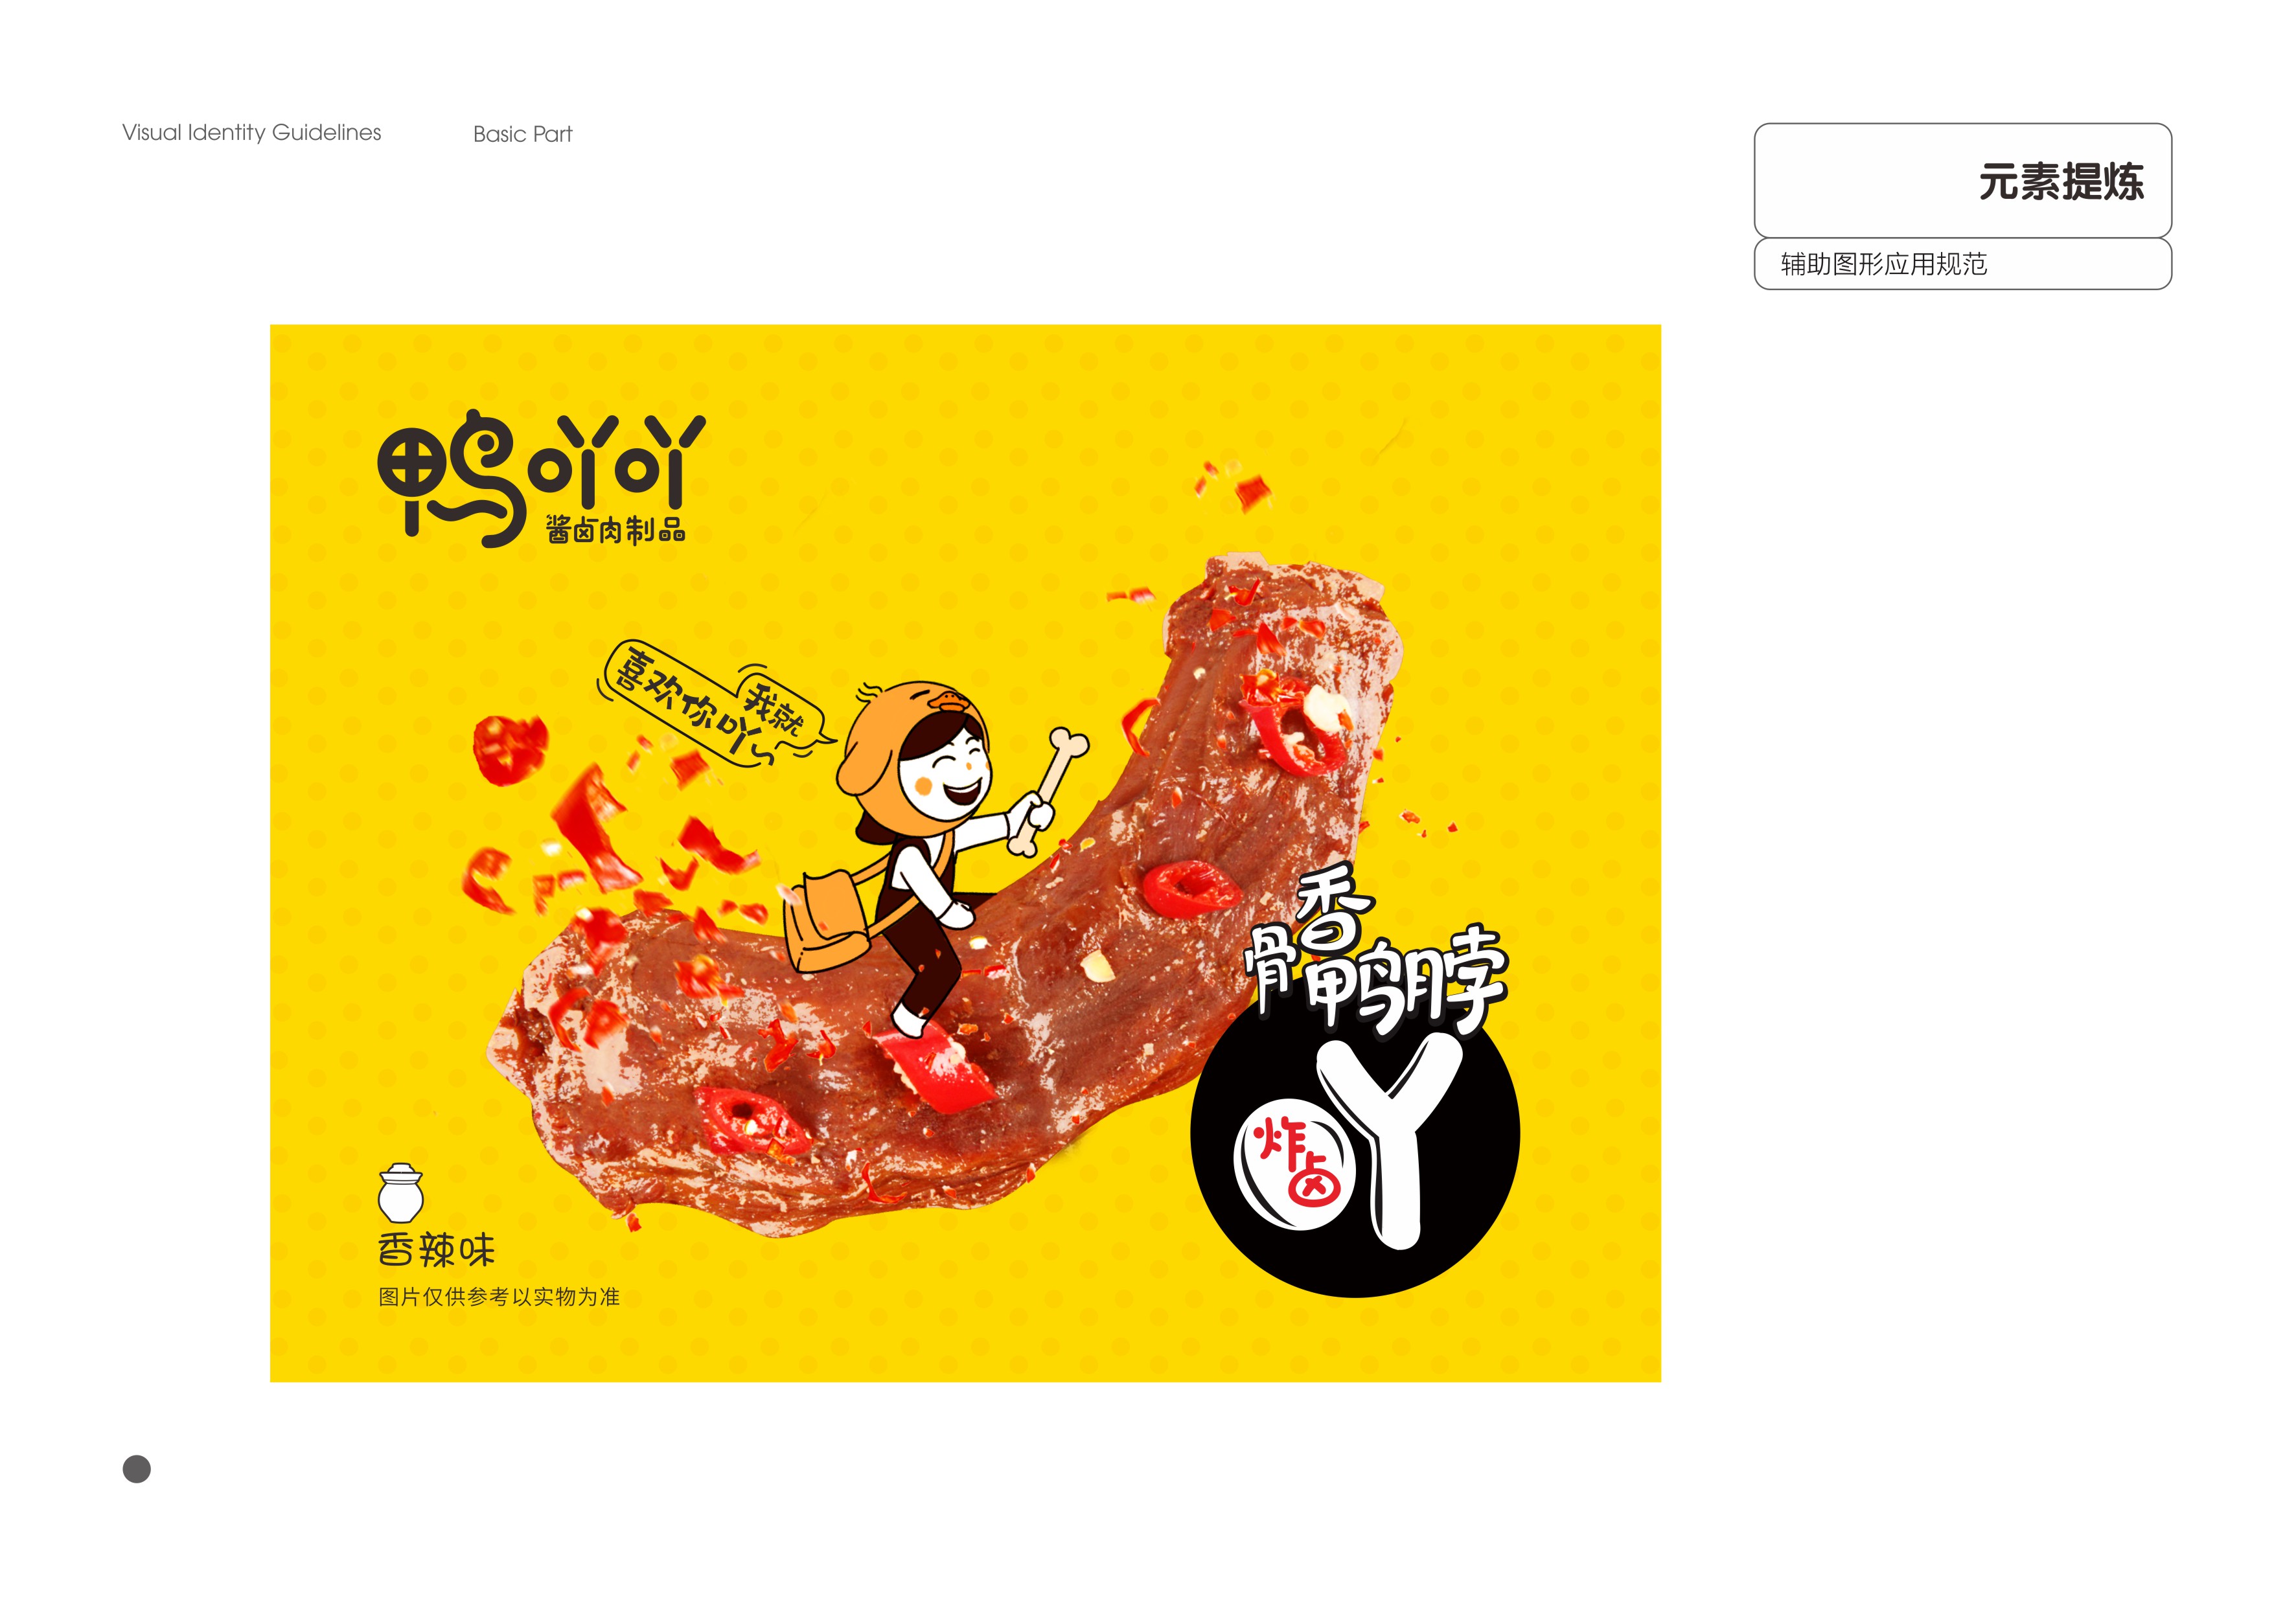 Visual Identity Guidelines
Basic Part
元素提炼
辅助图形应用规范
鸭吖吖
酱卤肉制品
我就
喜欢你吖
香
骨鸭脖
吖
炸
卤
香辣味
图片仅供参考以实物为准